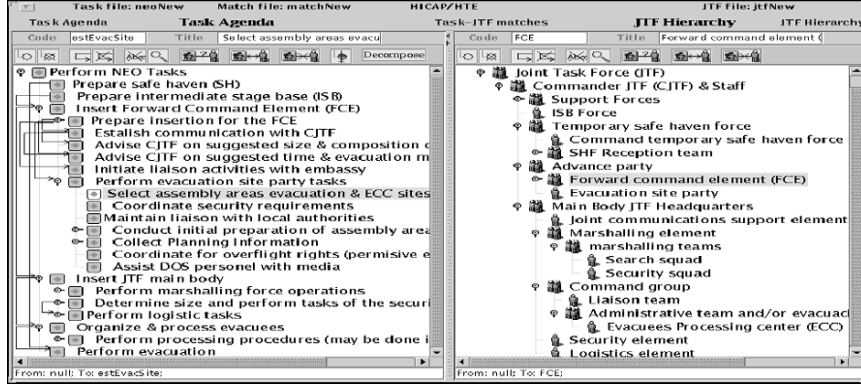 Task file: neoNew Match file: matchNew HICAP/HTE JTF file: jtfNew
Task Agenda Task Agenda Task-JTF matches JTF Hierarchy JTF Hierarchy
Code estEvacSite Title Select assembly areas evacu
Decompose
Perform NEO Tasks
Prepare safe haven (SH)
Prepare intermediate stage base (ISB)
Insert Forward Command Element (FCE)
Prepare insertion for the FCE
Estalish communication with CJTF
Advise CJTF on suggested size & composition o
Advise CJTF on suggested time & evacuation m
Initiate liaison activities with embassy
Perform evacuation site party tasks
Select assembly areas evacuation & ECC sites
Coordinate security requirements
Maintain liaison with local authorities
Conduct initial preparation of assembly area
Collect Planning Information
Coordinate for overflight rights (permisive e
Assist DOS personel with media
Insert JTF main body
Perform marshalling force operations
Determine size and perform tasks of the securi
Perform logistic tasks
Organize & process evacuees
Perform processing procedures (may be done i
Perform evacuation
From: null; To: estEvacSite;
Code FCE Title Forward command element (
Joint Task Force (JTF)
Commander JTF (CJTF) & Staff
Support Forces
ISB Force
Temporary safe haven force
Command temporary safe haven force
SHF Reception team
Advance party
Forward command element (FCE)
Evacuation site party
Main Body JTF Headquarters
Joint communications support element
Marshalling element
marshalling teams
Search squad
Security squad
Command group
Liaison team
Administrative team and/or evacuaci
Evacuees Processing center (ECC)
Security element
Logistics element
From: null; To: FCE;